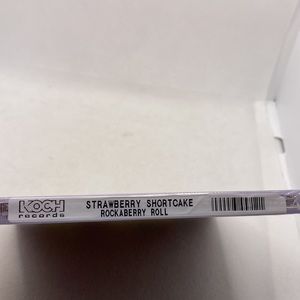 KOCH
records
STRAWBERRY SHORTCAKE
ROCKABERRY ROLL